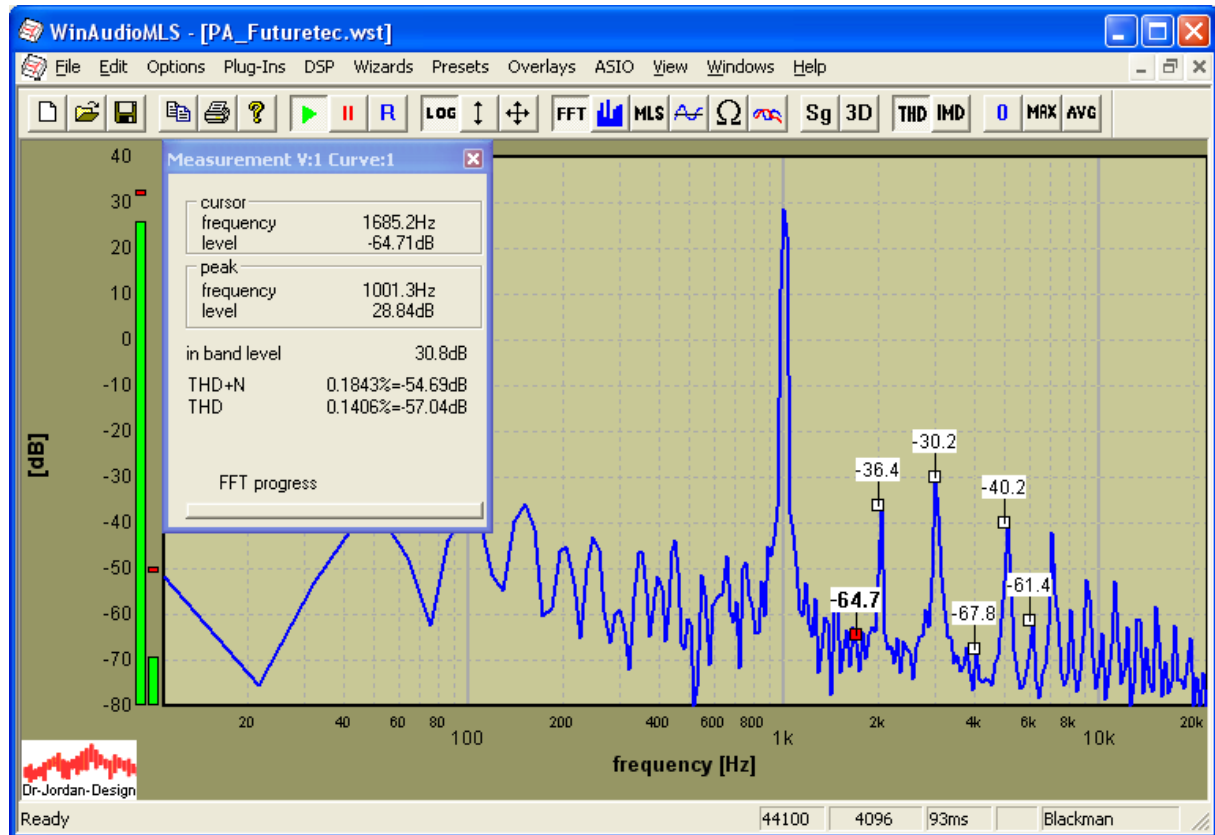 WinAudioMLS - [PA_Futuretec.wst]
File Edit Options Plug-Ins DSP Wizards Presets Overlays ASIO View Windows Help
R LOG FFT MLS Ω Sg 3D THD IMD 0 MAX AVG
Measurement V:1 Curve:1
cursor
frequency 1685.2Hz
level -64.71dB
peak
frequency 1001.3Hz
level 28.84dB
in band level 30.8dB
THD+N 0.1843%=-54.69dB
THD 0.1406%=-57.04dB
FFT progress
40
30
20
10
0
-10
-20
-30
-40
-50
-60
-70
-80
[dB]
-30.2
-36.4
-40.2
-61.4
-64.7
-67.8
20 40 60 80 200 400 600 800 2k 4k 6k 8k 20k
100 1k 10k
frequency [Hz]
Dr-Jordan-Design
Ready 44100 4096 93ms Blackman